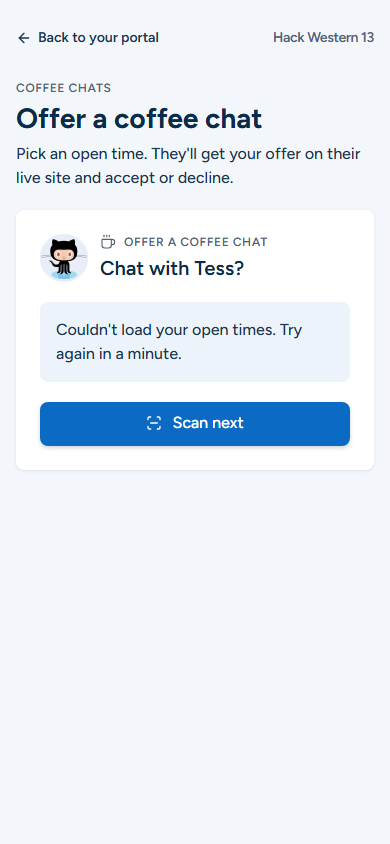 Back to your portal
Hack Western 13
COFFEE CHATS
Offer a coffee chat
Pick an open time. They'll get your offer on their
live site and accept or decline.
OFFER A COFFEE CHAT
Chat with Tess?
Couldn't load your open times. Try
again in a minute.
Scan next